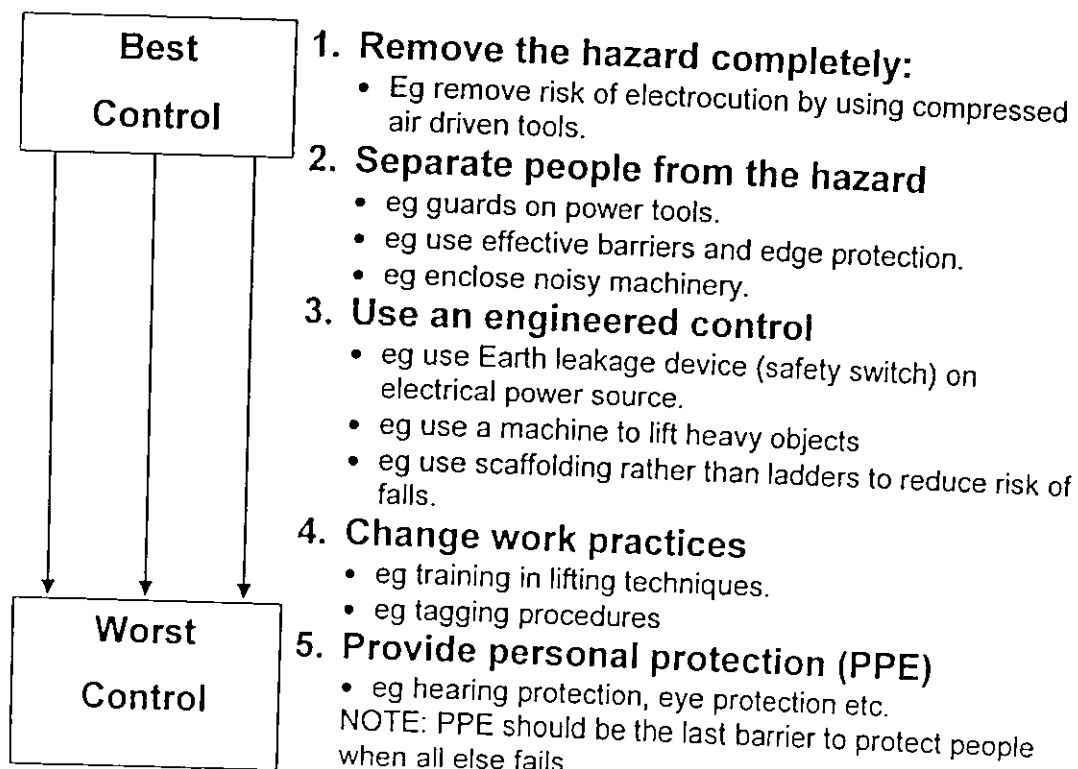 Best
Control
1. Remove the hazard completely:
• Eg remove risk of electrocution by using compressed
air driven tools.
2. Separate people from the hazard
• eg guards on power tools.
• eg use effective barriers and edge protection.
• eg enclose noisy machinery.
3. Use an engineered control
• eg use Earth leakage device (safety switch) on
electrical power source.
• eg use a machine to lift heavy objects
• eg use scaffolding rather than ladders to reduce risk of
falls.
4. Change work practices
• eg training in lifting techniques.
• eg tagging procedures
Worst
Control
5. Provide personal protection (PPE)
• eg hearing protection, eye protection etc.
NOTE: PPE should be the last barrier to protect people
when all else fails